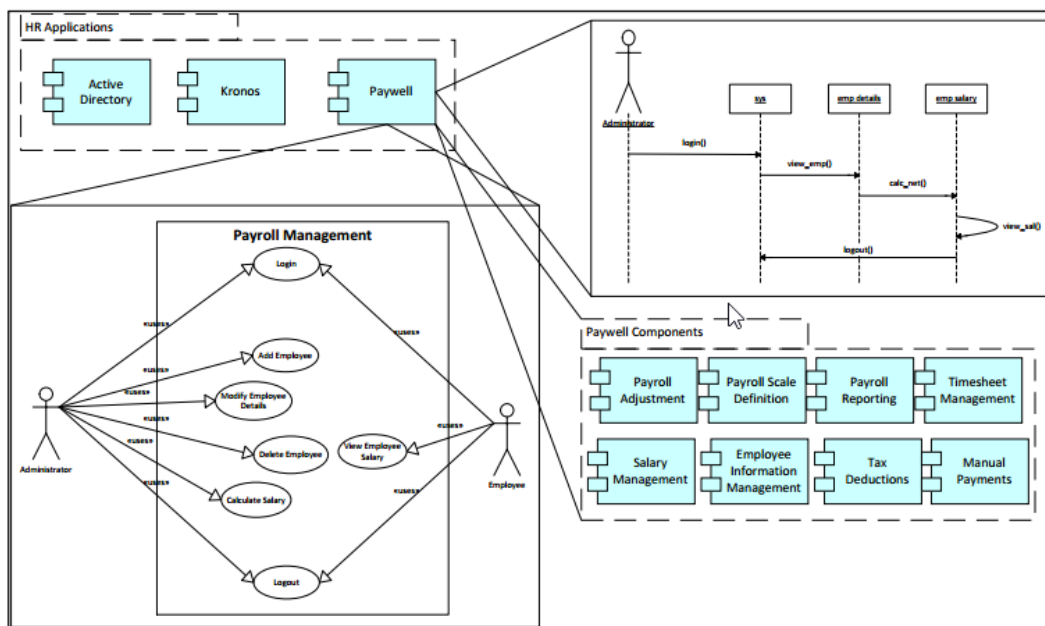 HR Applications
Active
Directory
Kronos
Paywell
Administrator
sys
emp details
emp salary
login()
view_emp()
calc_net()
view_sal()
logout()
Payroll Management
Login
«uses»
«uses»
«uses»
Add Employee
«uses»
Modify Employee
Details
«uses»
«uses»
Delete Employee
View Employee
Salary
«uses»
Administrator
Employee
Calculate Salary
«uses»
«uses»
Logout
Paywell Components
Payroll
Adjustment
Payroll Scale
Definition
Payroll
Reporting
Timesheet
Management
Salary
Management
Employee
Information
Management
Tax
Deductions
Manual
Payments